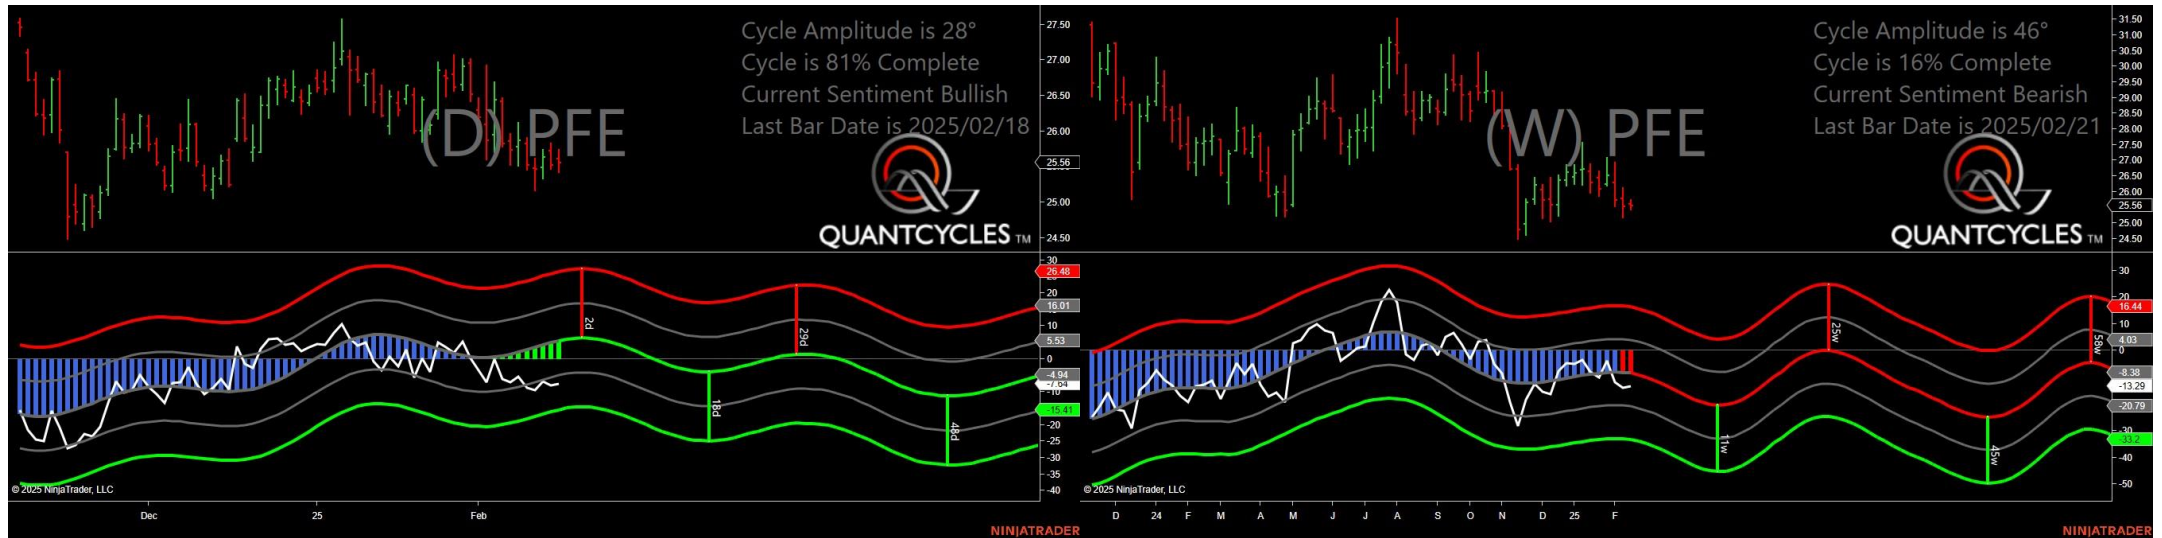 Cycle Amplitude is 28°
Cycle is 81% Complete
Current Sentiment Bullish
Last Bar Date is 2025/02/18
(D) PFE
QUANTCYCLES TM
27.50
27.00
26.50
26.00
25.56
25.00
24.50
30
26.48
20
16.01
10
5.53
0
-4.94
-7.64
-10
-15.41
-20
-25
-30
-35
-40
2d
29d
18d
48d
© 2025 NinjaTrader, LLC
Dec
25
Feb
NINJATRADER
Cycle Amplitude is 46°
Cycle is 16% Complete
Current Sentiment Bearish
Last Bar Date is 2025/02/21
(W) PFE
QUANTCYCLES TM
31.50
31.00
30.50
30.00
29.50
29.00
28.50
28.00
27.50
27.00
26.50
26.00
25.56
25.00
24.50
30
20
16.44
10
4.03
0
-8.38
-13.29
-20.79
-30
-33.2
-40
-50
25w
58w
11w
45w
© 2025 NinjaTrader, LLC
D
24
F
M
A
M
J
J
A
S
O
N
D
25
F
NINJATRADER